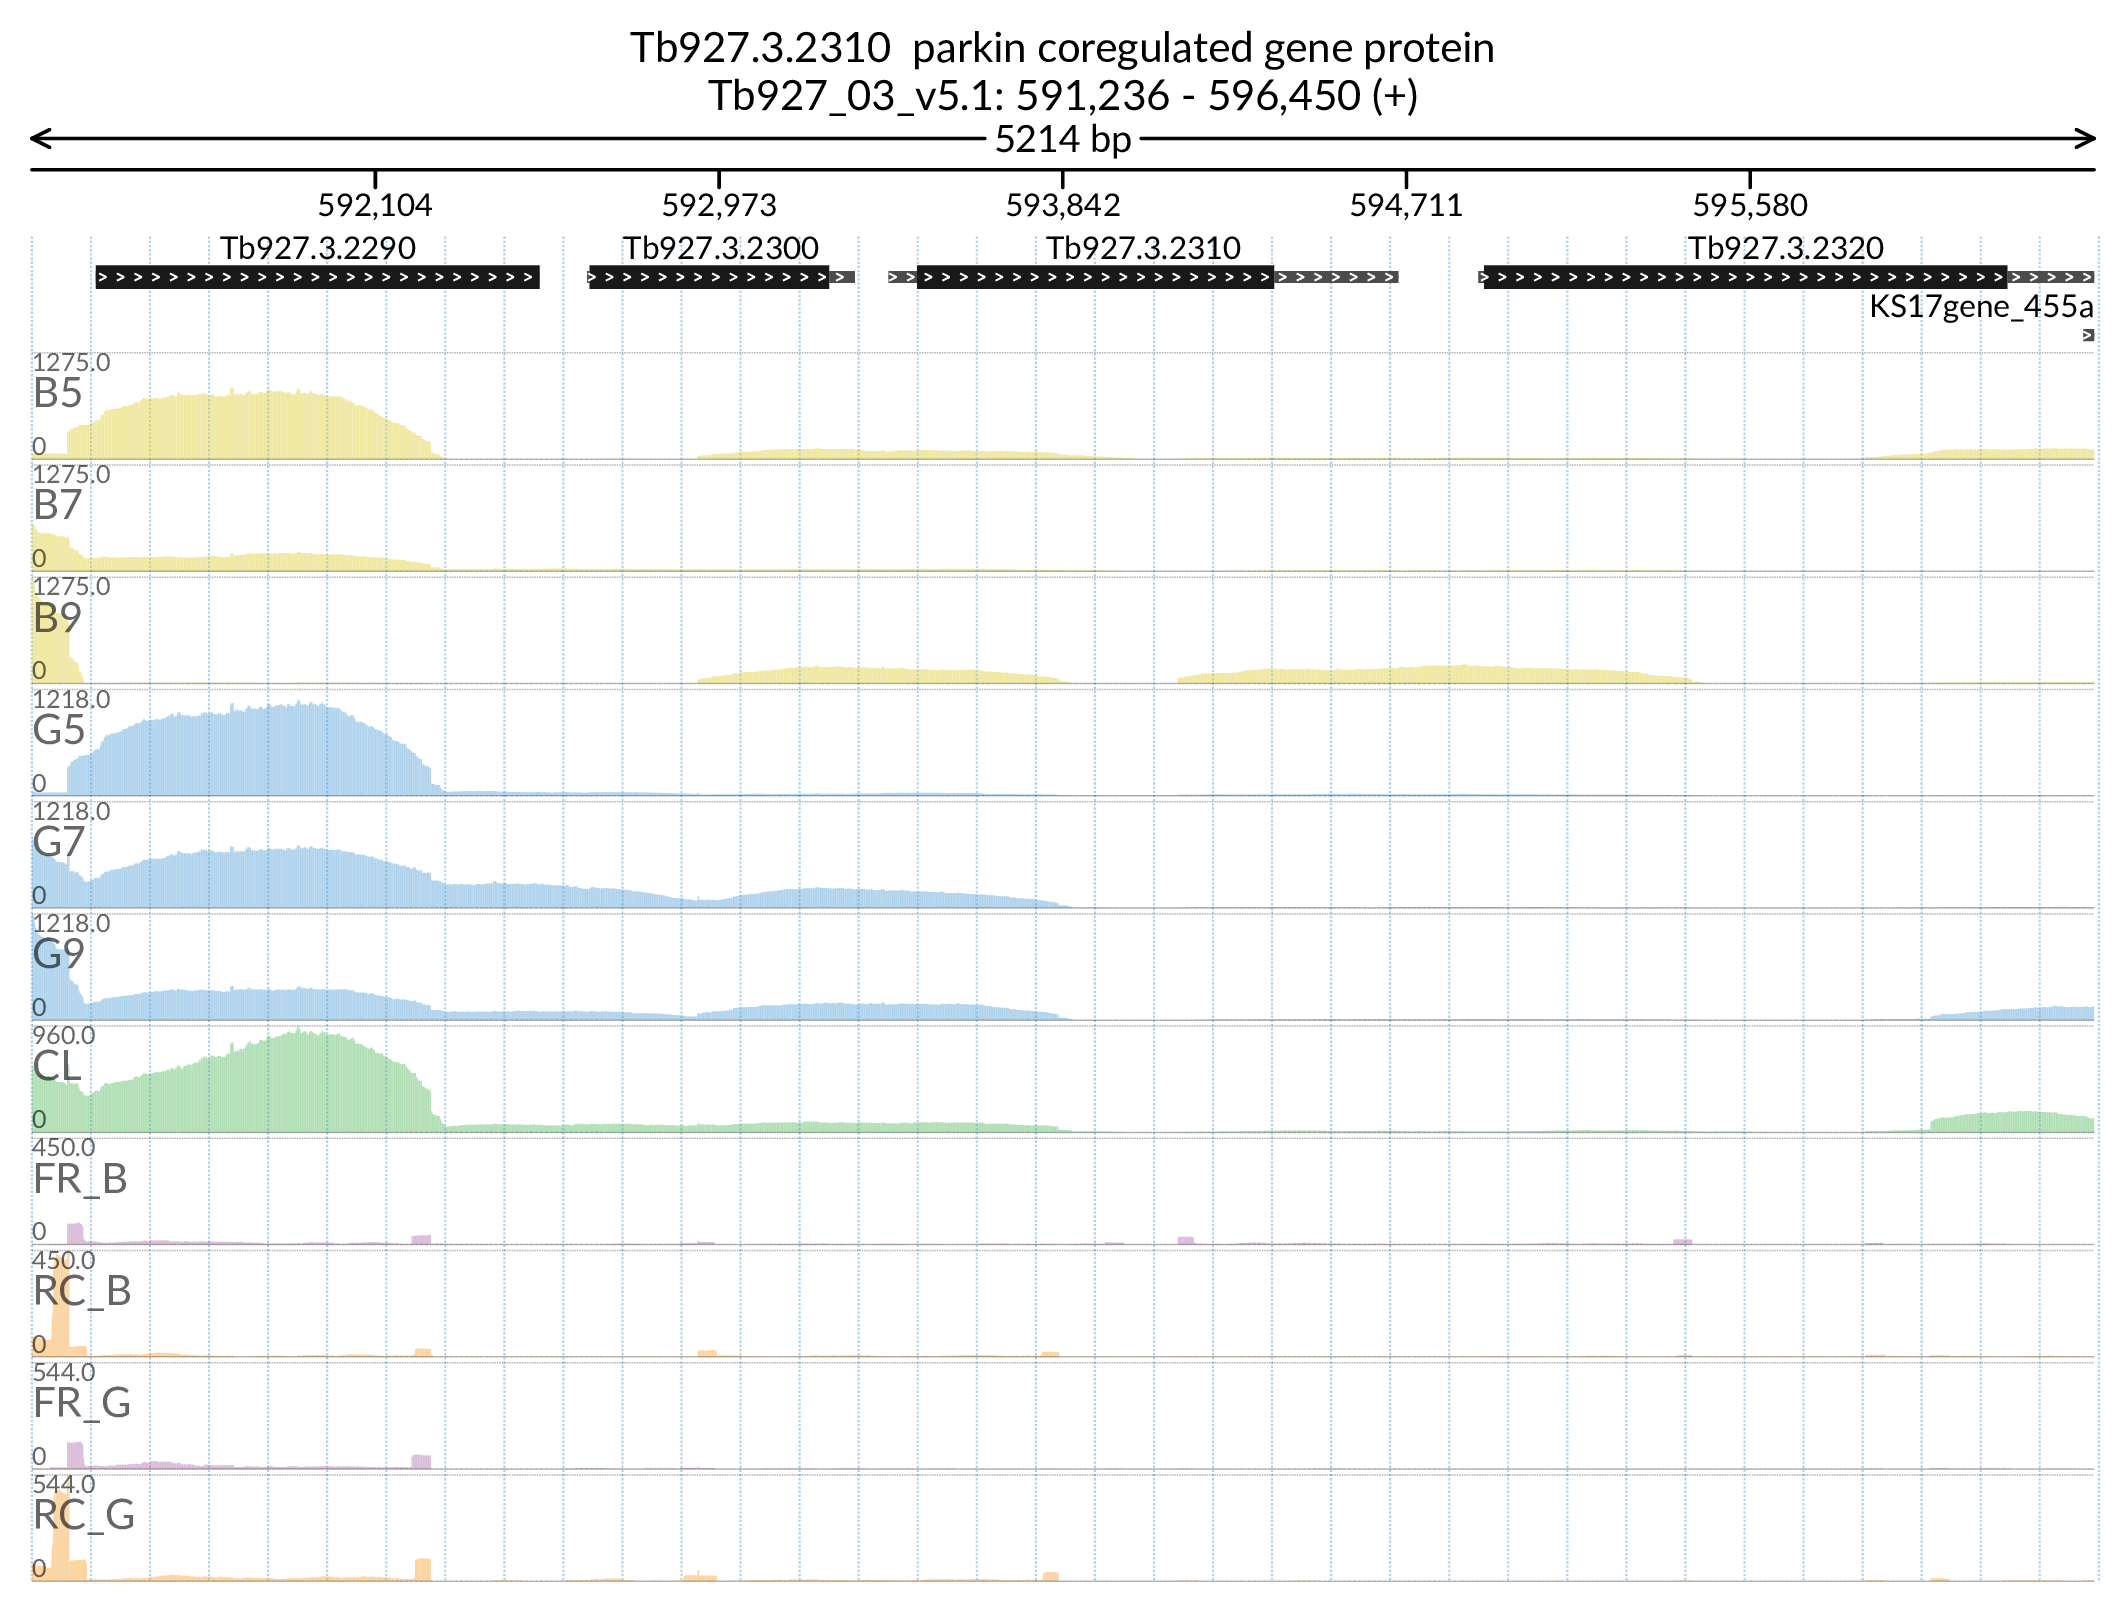 Tb927.3.2310 parkin coregulated gene protein
Tb927_03_v5.1: 591,236 - 596,450 (+)
5214 bp
592,104 592,973 593,842 594,711 595,580
Tb927.3.2290 Tb927.3.2300 Tb927.3.2310 Tb927.3.2320
KS17gene_455a
1275.0
B5
0
1275.0
B7
0
1275.0
B9
0
1218.0
G5
0
1218.0
G7
0
1218.0
G9
0
960.0
CL
0
450.0
FR_B
0
450.0
RC_B
0
544.0
FR_G
0
544.0
RC_G
0